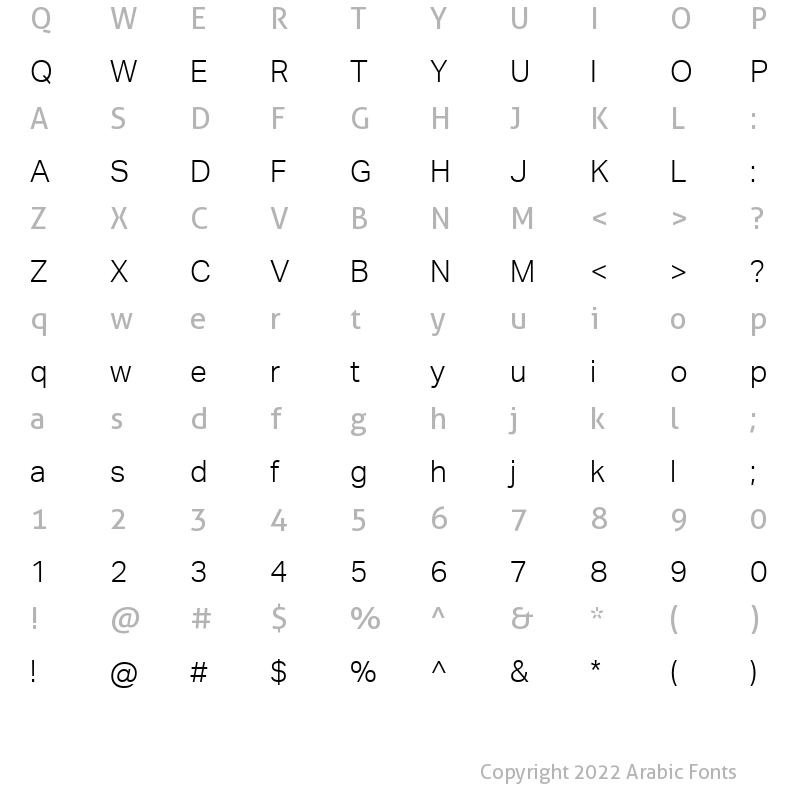 Q W E R T Y U I O P
Q W E R T Y U I O P
A S D F G H J K L :
A S D F G H J K L :
Z X C V B N M < > ?
Z X C V B N M < > ?
q w e r t y u i o p
q w e r t y u i o p
a s d f g h j k l ;
a s d f g h j k l ;
1 2 3 4 5 6 7 8 9 0
1 2 3 4 5 6 7 8 9 0
! @ # $ % ^ & * ( )
! @ # $ % ^ & * ( )
Copyright 2022 Arabic Fonts